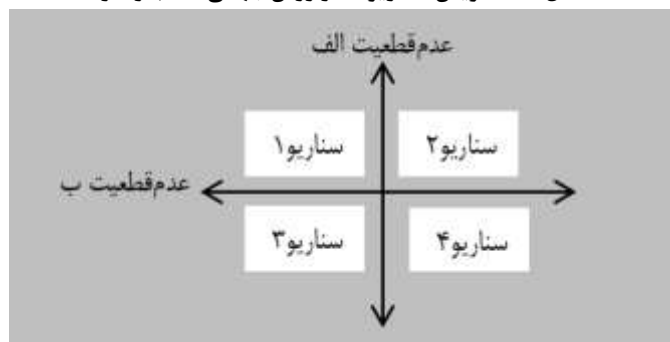 عدم‌قطعیت الف
سناریو۲
سناریو۱
عدم‌قطعیت ب
سناریو۴
سناریو۳